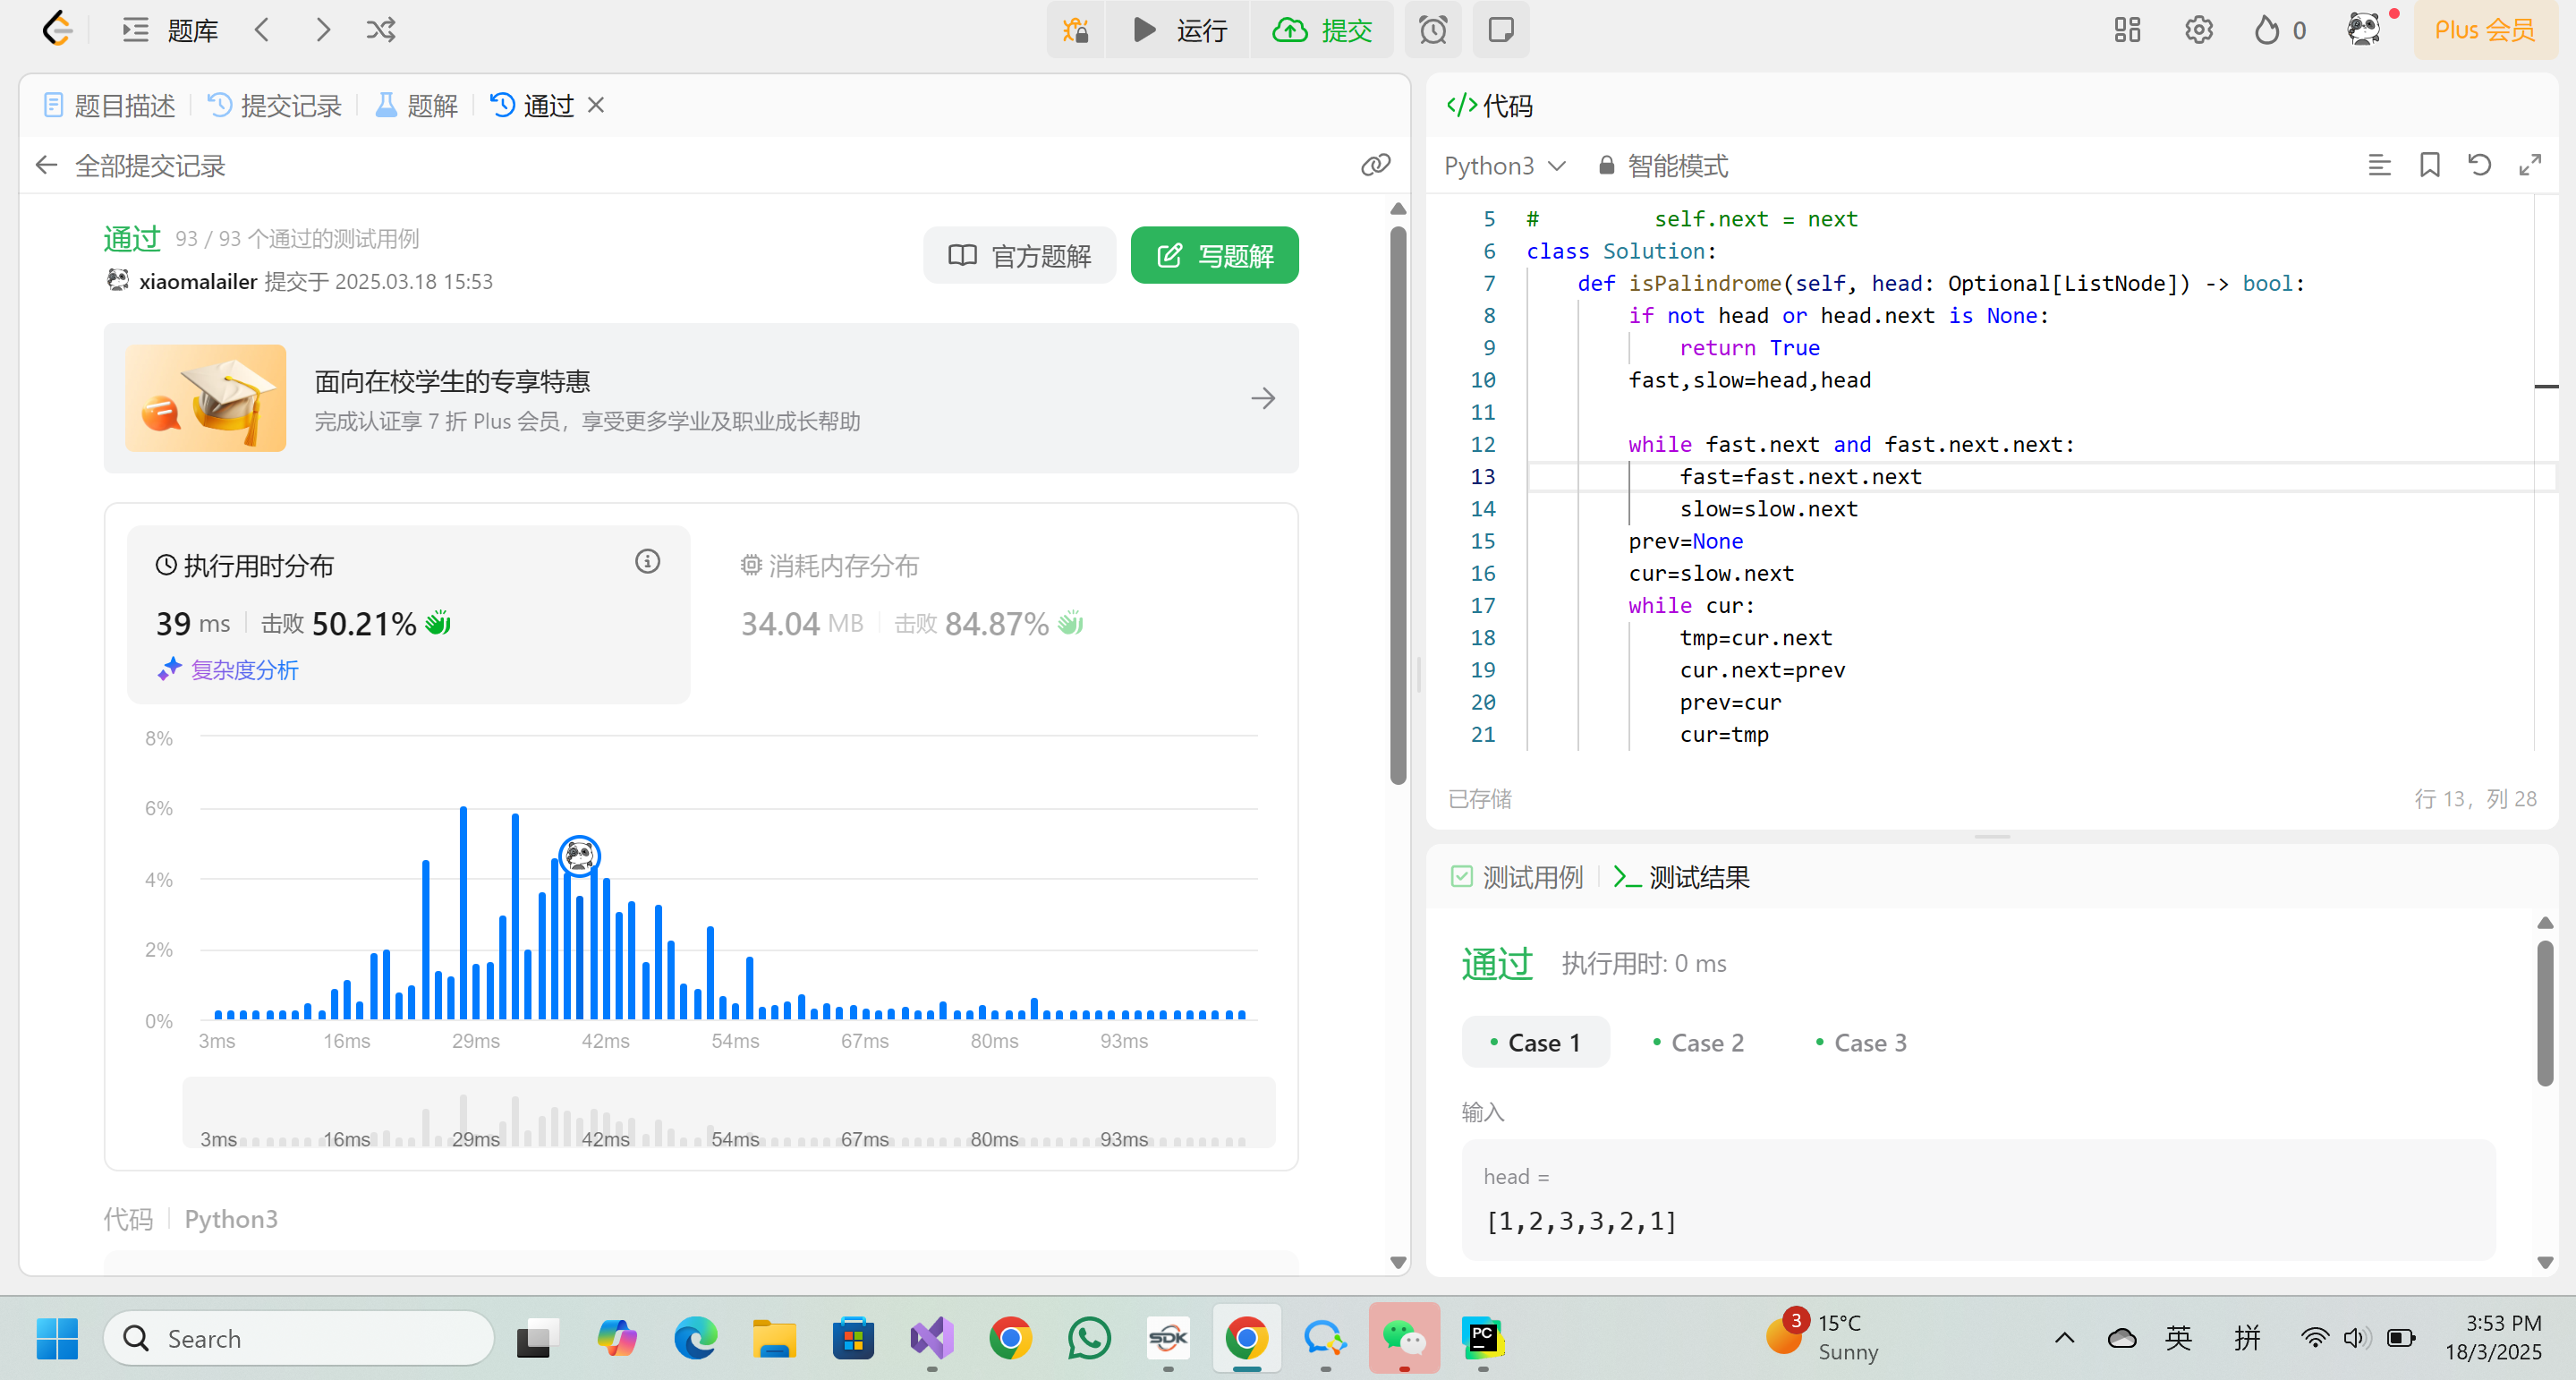 题库
运行
提交
0
Plus 会员
题目描述
提交记录
题解
通过
全部提交记录
通过 93 / 93 个通过的测试用例
xiaomalailer 提交于 2025.03.18 15:53
官方题解
写题解
面向在校学生的专享特惠
完成认证享 7 折 Plus 会员，享受更多学业及职业成长帮助
执行用时分布
39 ms 击败 50.21%
复杂度分析
消耗内存分布
34.04 MB 击败 84.87%
8%
6%
4%
2%
0%
3ms 16ms 29ms 42ms 54ms 67ms 80ms 93ms
3ms 16ms 29ms 42ms 54ms 67ms 80ms 93ms
代码 Python3
</>代码
Python3 智能模式
5 #         self.next = next
6 class Solution:
7     def isPalindrome(self, head: Optional[ListNode]) -> bool:
8         if not head or head.next is None:
9             return True
10         fast,slow=head,head
11
12         while fast.next and fast.next.next:
13             fast=fast.next.next
14             slow=slow.next
15         prev=None
16         cur=slow.next
17         while cur:
18             tmp=cur.next
19             cur.next=prev
20             prev=cur
21             cur=tmp
已存储
行 13，列 28
测试用例
测试结果
通过 执行用时: 0 ms
Case 1
Case 2
Case 3
输入
head =
[1,2,3,3,2,1]
Search
SDK
PC
3
15°C
Sunny
英
拼
3:53 PM
18/3/2025